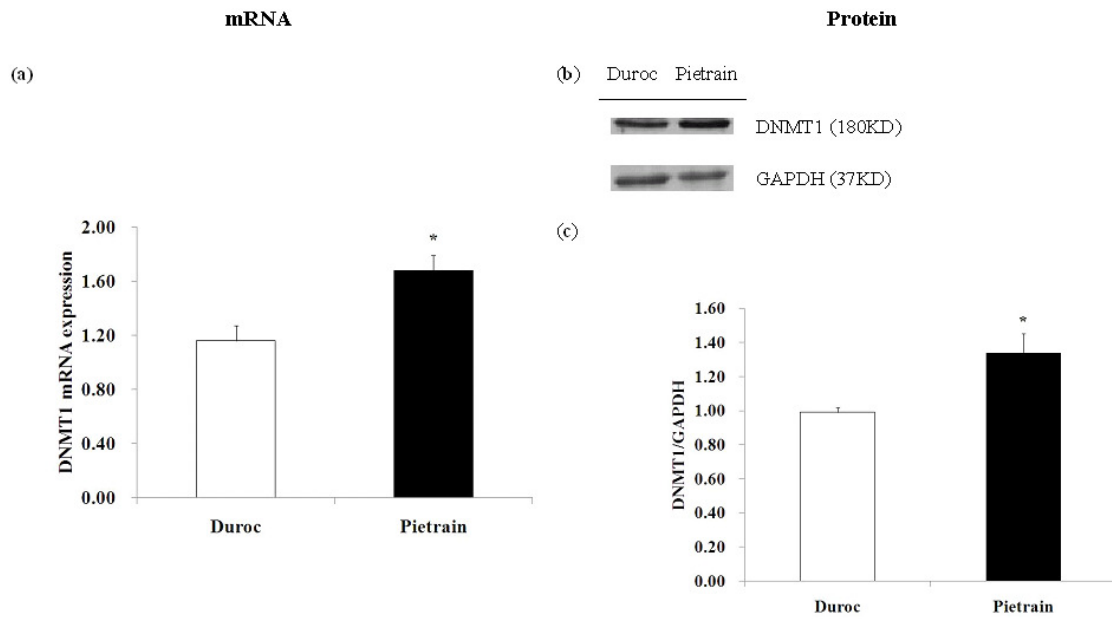 mRNA
Protein
(a)
(b)
Duroc Pietrain
DNMT1 (180KD)
GAPDH (37KD)
DNMT1 mRNA expression
2.00
1.60
1.20
0.80
0.40
0.00
*
Duroc
Pietrain
(c)
DNMT1/GAPDH
1.60
1.40
1.20
1.00
0.80
0.60
0.40
0.20
0.00
*
Duroc
Pietrain